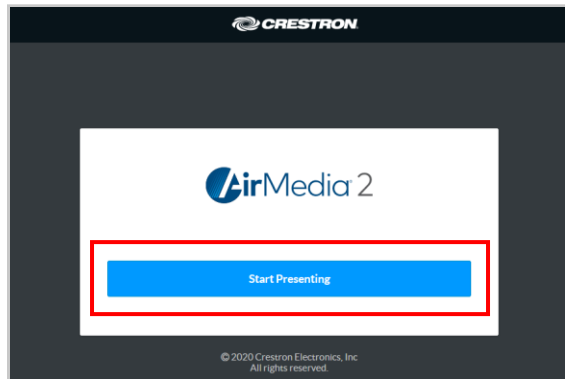 CRESTRON
AirMedia 2
Start Presenting
© 2020 Crestron Electronics, Inc
All rights reserved.